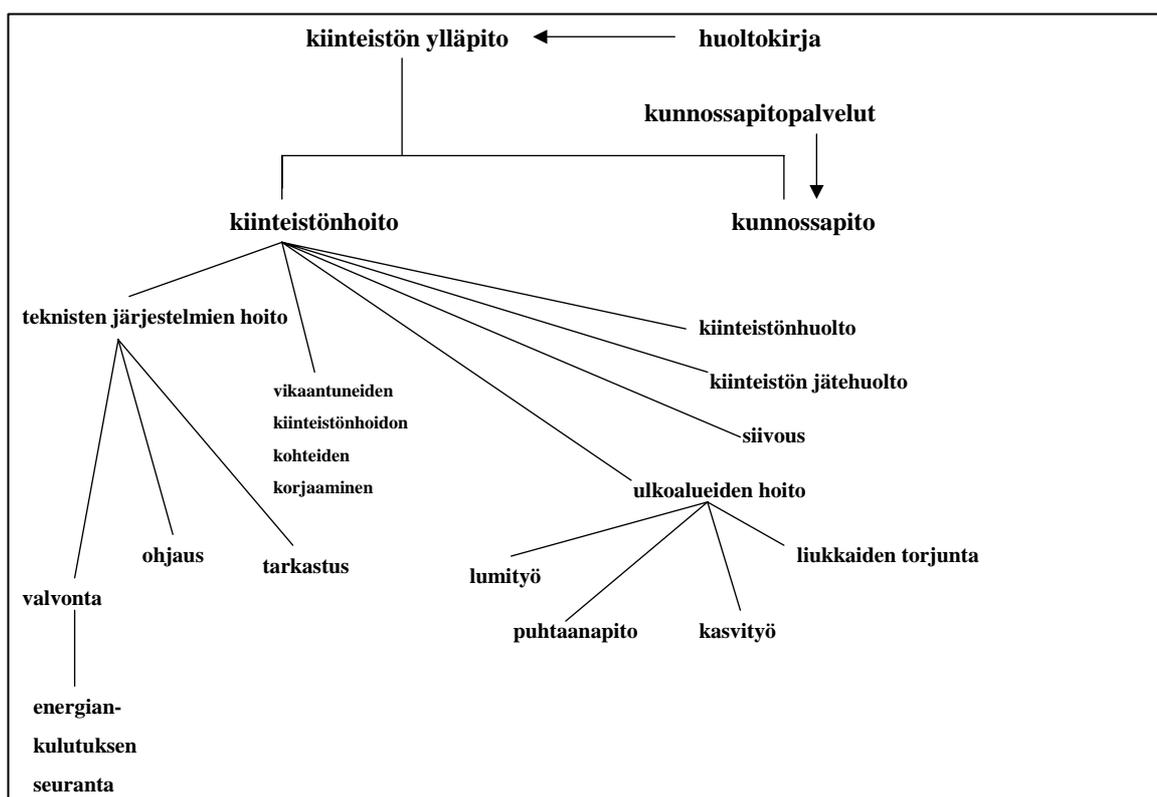 kiinteistön ylläpito
huoltokirja
kunnossapitopalvelut
kiinteistönhoito
kunnossapito
teknisten järjestelmien hoito
kiinteistönhuolto
kiinteistön jätehuolto
vikaantuneiden
kiinteistönhoidon
kohteiden
korjaaminen
siivous
ulkoalueiden hoito
ohjaus
tarkastus
lumityö
liukkaiden torjunta
valvonta
puhtaanapito
kasvityö
energian-
kulutuksen
seuranta